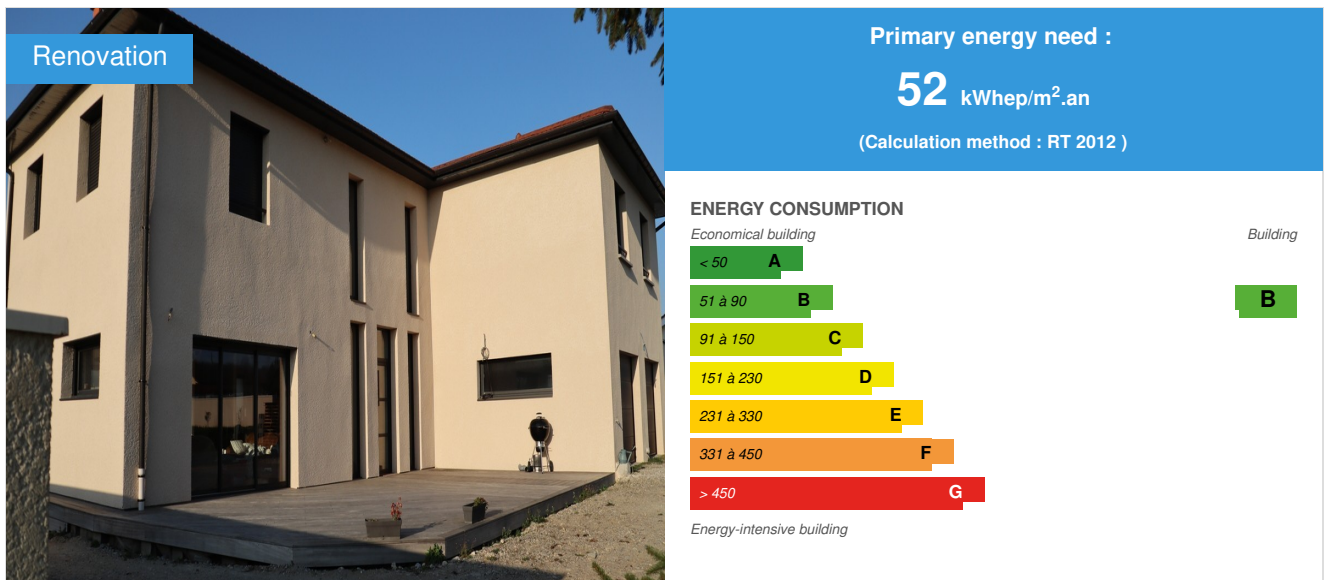 Renovation
Primary energy need :
52 kWhep/m².an
(Calculation method : RT 2012 )
ENERGY CONSUMPTION
Economical building
Building
< 50 A
51 à 90 B
B
91 à 150 C
151 à 230 D
231 à 330 E
331 à 450 F
> 450 G
Energy-intensive building